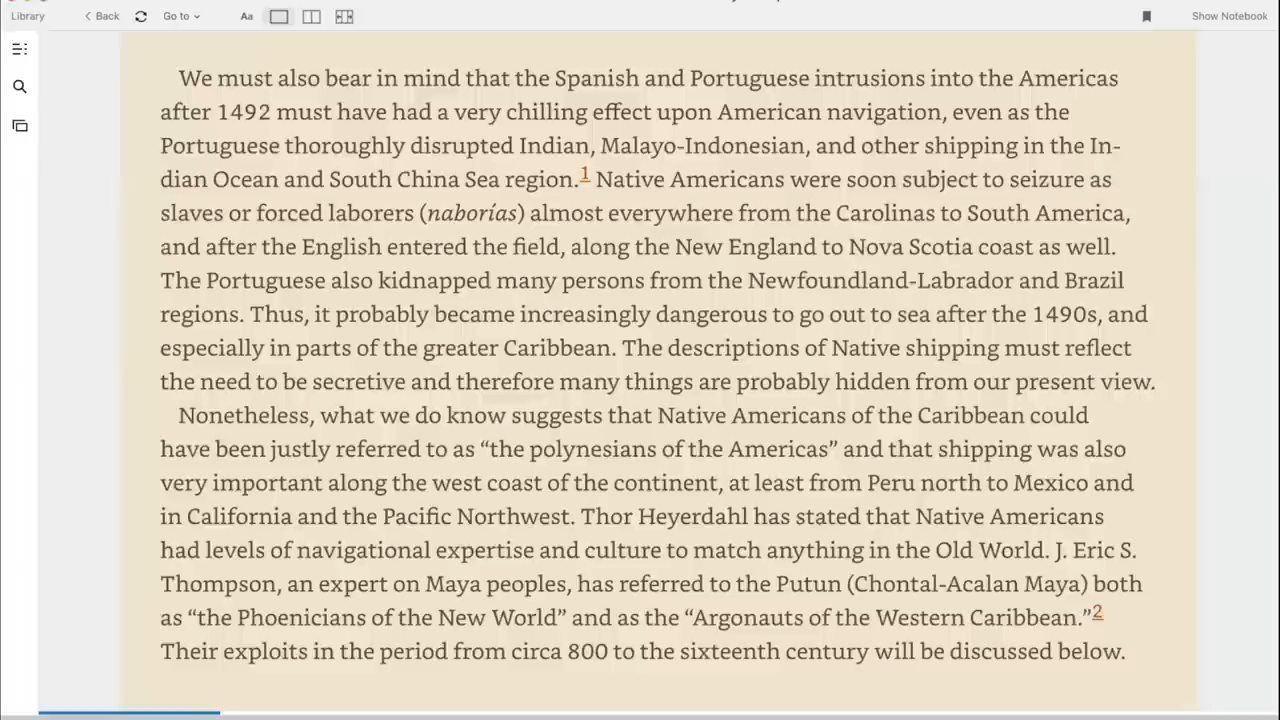 Library
Back
Go to
Aa
Show Notebook
We must also bear in mind that the Spanish and Portuguese intrusions into the Americas
after 1492 must have had a very chilling effect upon American navigation, even as the
Portuguese thoroughly disrupted Indian, Malayo-Indonesian, and other shipping in the In-
dian Ocean and South China Sea region.1 Native Americans were soon subject to seizure as
slaves or forced laborers (naborías) almost everywhere from the Carolinas to South America,
and after the English entered the field, along the New England to Nova Scotia coast as well.
The Portuguese also kidnapped many persons from the Newfoundland-Labrador and Brazil
regions. Thus, it probably became increasingly dangerous to go out to sea after the 1490s, and
especially in parts of the greater Caribbean. The descriptions of Native shipping must reflect
the need to be secretive and therefore many things are probably hidden from our present view.
Nonetheless, what we do know suggests that Native Americans of the Caribbean could
have been justly referred to as “the polynesians of the Americas” and that shipping was also
very important along the west coast of the continent, at least from Peru north to Mexico and
in California and the Pacific Northwest. Thor Heyerdahl has stated that Native Americans
had levels of navigational expertise and culture to match anything in the Old World. J. Eric S.
Thompson, an expert on Maya peoples, has referred to the Putun (Chontal-Acalan Maya) both
as “the Phoenicians of the New World” and as the “Argonauts of the Western Caribbean.”2
Their exploits in the period from circa 800 to the sixteenth century will be discussed below.